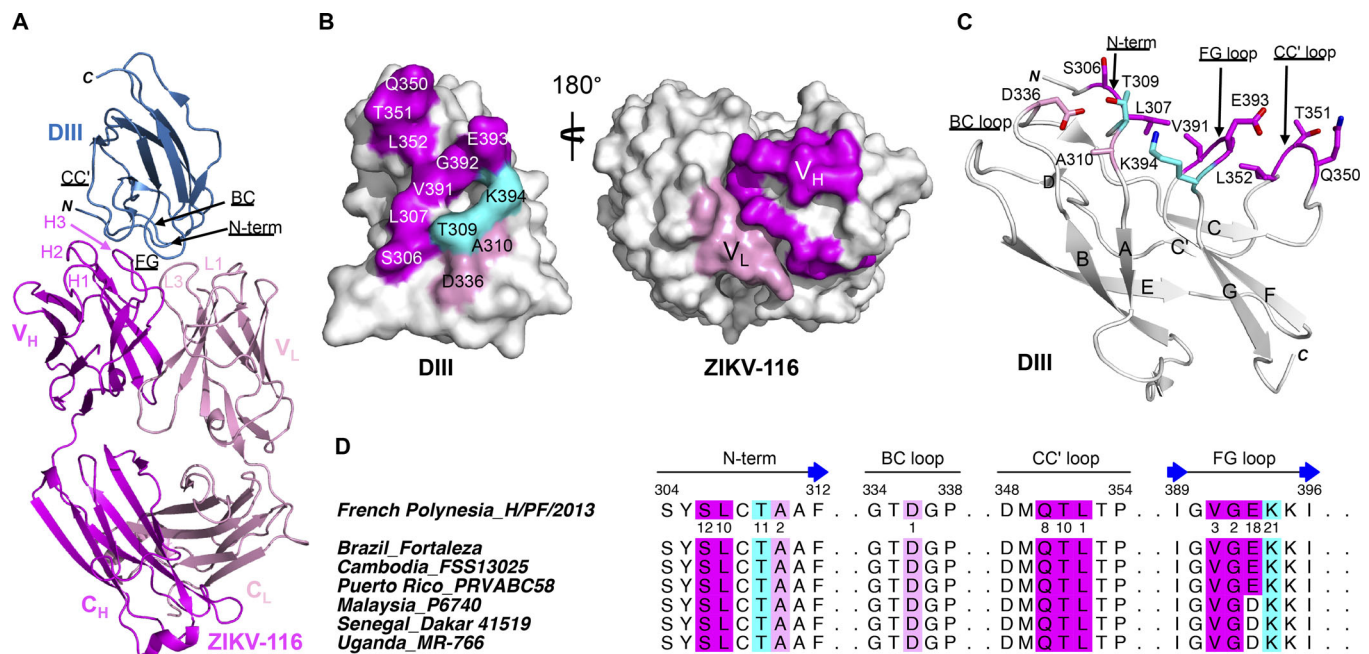 A
C
DIII
CC'
N
BC
N-term
H3
H2
FG
L1
H1
L3
VH
VL
CH
CL
ZIKV-116
B
180°
Q350
T351
L352
E393
G392
K394
V391
L307
T309
A310
S306
D336
DIII
VH
VL
ZIKV-116
C
N-term
S306
FG loop
CC' loop
N
T309
D336
L307
E393
T351
BC loop
V391
A310
K394
L352
Q350
D
C
A
C'
B
E
G
F
DIII
C
D
N-term
BC loop
CC' loop
FG loop
304 312 334 338 348 354 389 396
French Polynesia_H/PF/2013 S Y S L C T A A F . . G T D G P . . D M Q T L T P . . I G V G E K K I . .
12 10 11 2 1 8 10 1 3 2 18 21
Brazil_Fortaleza S Y S L C T A A F . . G T D G P . . D M Q T L T P . . I G V G E K K I . .
Cambodia_FSS13025 S Y S L C T A A F . . G T D G P . . D M Q T L T P . . I G V G E K K I . .
Puerto Rico_PRVABC58 S Y S L C T A A F . . G T D G P . . D M Q T L T P . . I G V G E K K I . .
Malaysia_P6740 S Y S L C T A A F . . G T D G P . . D M Q T L T P . . I G V G D K K I . .
Senegal_Dakar 41519 S Y S L C T A A F . . G T D G P . . D M Q T L T P . . I G V G D K K I . .
Uganda_MR-766 S Y S L C T A A F . . G T D G P . . D M Q T L T P . . I G V G D K K I . .